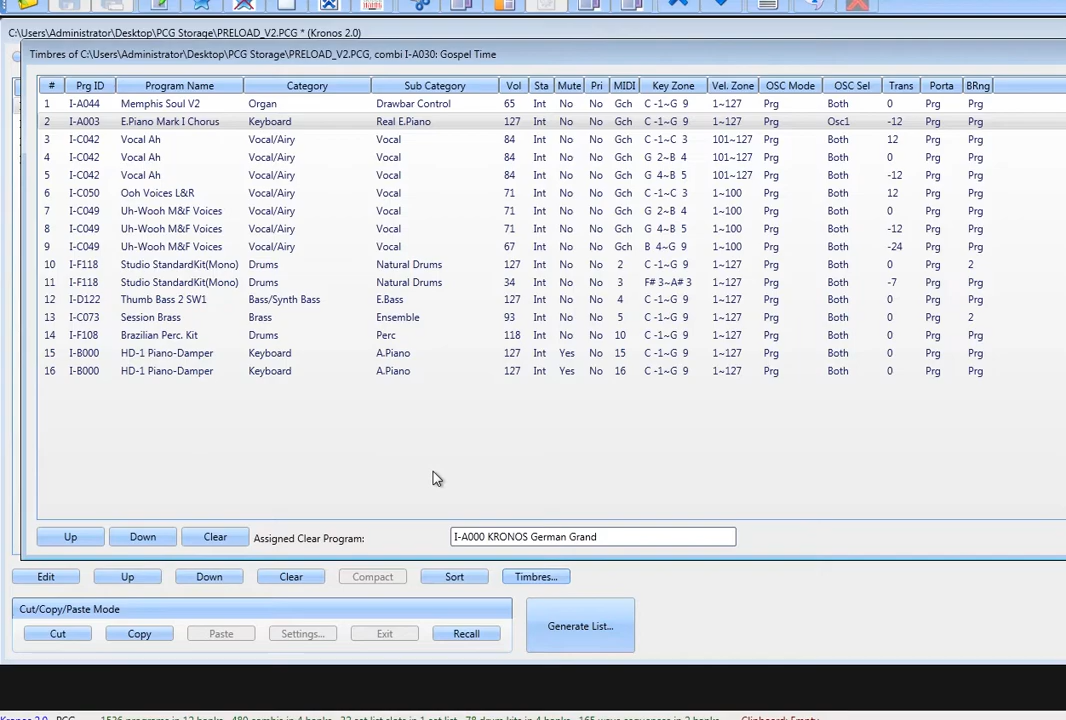 C:\Users\Administrator\Desktop\PCG Storage\PRELOAD_V2.PCG * (Kronos 2.0)
Timbres of C:\Users\Administrator\Desktop\PCG Storage\PRELOAD_V2.PCG, combi I-A030: Gospel Time
# Prg ID Program Name Category Sub Category Vol Sta Mute Pri MIDI Key Zone Vel. Zone OSC Mode OSC Sel Trans Porta BRng
1 I-A044 Memphis Soul V2 Organ Drawbar Control 65 Int No No Gch C -1~G 9 1~127 Prg Both 0 Prg Prg
2 I-A003 E.Piano Mark I Chorus Keyboard Real E.Piano 127 Int No No Gch C -1~G 9 1~127 Prg Osc1 -12 Prg Prg
3 I-C042 Vocal Ah Vocal/Airy Vocal 84 Int No No Gch C -1~C 3 101~127 Prg Both 12 Prg Prg
4 I-C042 Vocal Ah Vocal/Airy Vocal 84 Int No No Gch G 2~B 4 101~127 Prg Both 0 Prg Prg
5 I-C042 Vocal Ah Vocal/Airy Vocal 84 Int No No Gch G 4~B 5 101~127 Prg Both -12 Prg Prg
6 I-C050 Ooh Voices L&R Vocal/Airy Vocal 71 Int No No Gch C -1~C 3 1~100 Prg Both 12 Prg Prg
7 I-C049 Uh-Wooh M&F Voices Vocal/Airy Vocal 71 Int No No Gch G 2~B 4 1~100 Prg Both 0 Prg Prg
8 I-C049 Uh-Wooh M&F Voices Vocal/Airy Vocal 71 Int No No Gch G 4~B 5 1~100 Prg Both -12 Prg Prg
9 I-C049 Uh-Wooh M&F Voices Vocal/Airy Vocal 67 Int No No Gch B 4~G 9 1~100 Prg Both -24 Prg Prg
10 I-F118 Studio StandardKit(Mono) Drums Natural Drums 127 Int No No 2 C -1~G 9 1~127 Prg Both 0 Prg 2
11 I-F118 Studio StandardKit(Mono) Drums Natural Drums 34 Int No No 3 F# 3~A# 3 1~127 Prg Both -7 Prg Prg
12 I-D122 Thumb Bass 2 SW1 Bass/Synth Bass E.Bass 127 Int No No 4 C -1~G 9 1~127 Prg Both 0 Prg Prg
13 I-C073 Session Brass Brass Ensemble 93 Int No No 5 C -1~G 9 1~127 Prg Both 0 Prg 2
14 I-F108 Brazilian Perc. Kit Drums Perc 118 Int No No 10 C -1~G 9 1~127 Prg Both 0 Prg Prg
15 I-B000 HD-1 Piano-Damper Keyboard A.Piano 127 Int Yes No 15 C -1~G 9 1~127 Prg Both 0 Prg Prg
16 I-B000 HD-1 Piano-Damper Keyboard A.Piano 127 Int Yes No 16 C -1~G 9 1~127 Prg Both 0 Prg Prg
Up Down Clear Assigned Clear Program: I-A000 KRONOS German Grand
Edit Up Down Clear Compact Sort Timbres...
Cut/Copy/Paste Mode
Cut Copy Paste Settings... Exit Recall Generate List...